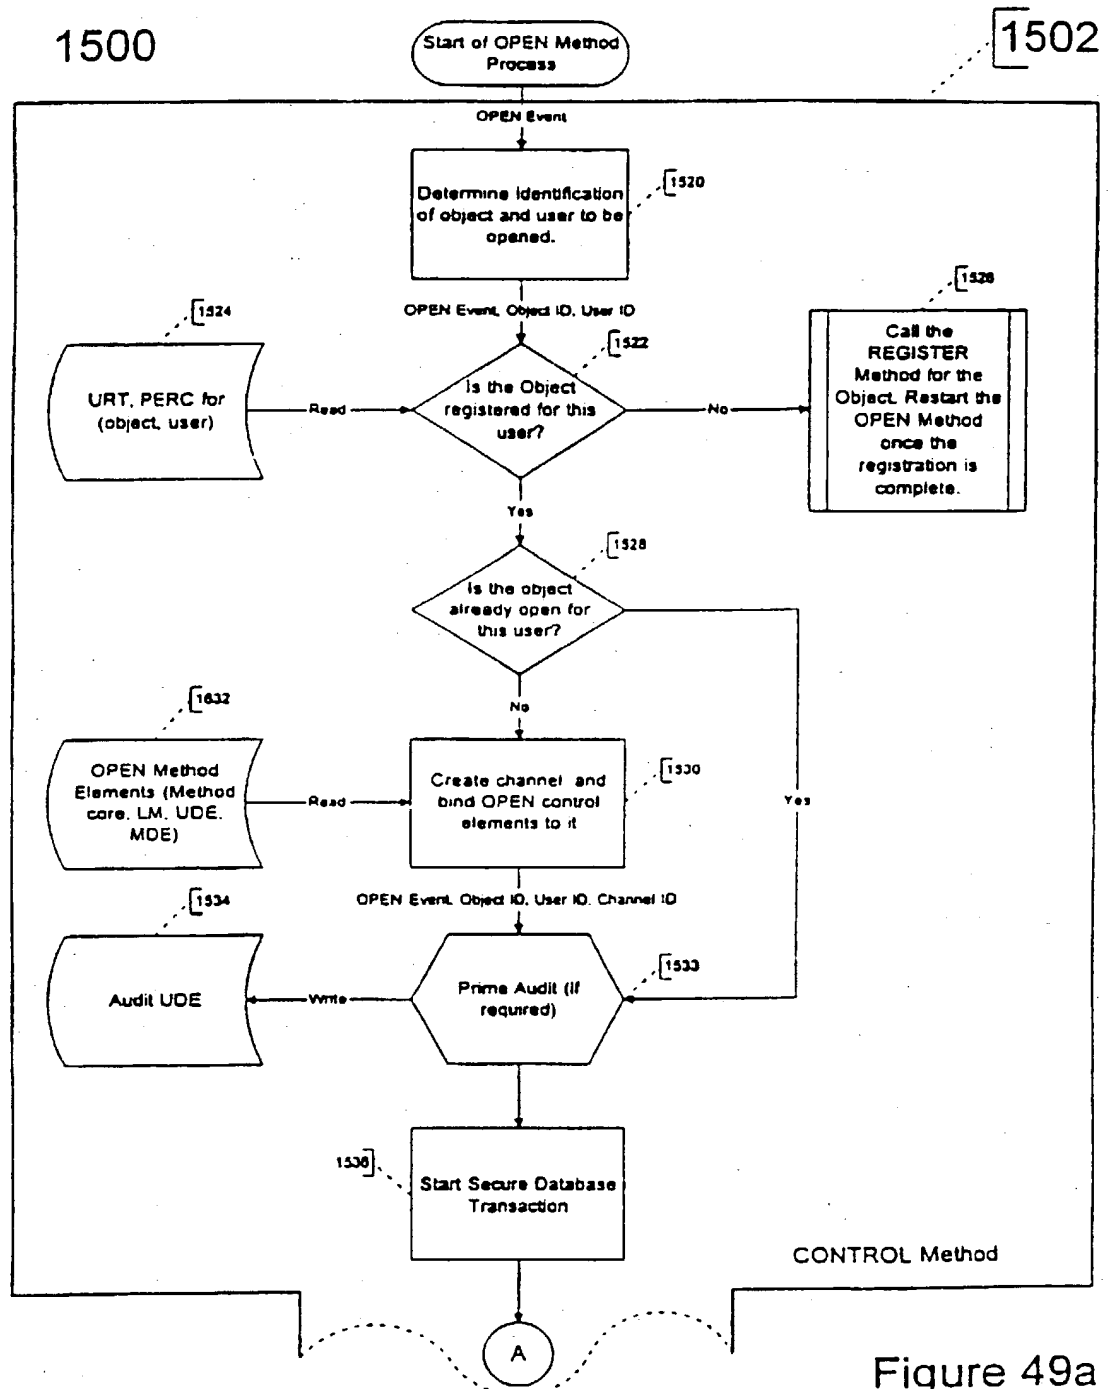 1500
Start of OPEN Method
Process
1502
OPEN Event
Determine Identification
of object and user to be
opened.
1520
OPEN Event, Object ID, User ID
1524
URT, PERC for
(object, user)
Read
Is the Object
registered for this
user?
1522
No
1526
Call the
REGISTER
Method for the
Object. Restart the
OPEN Method
once the
registration is
complete.
Yes
Is the object
already open for
this user?
1528
Yes
No
1632
OPEN Method
Elements (Method
core, LM, UDE,
MDE)
Read
Create channel and
bind OPEN control
elements to it
1530
OPEN Event, Object ID, User ID, Channel ID
1534
Audit UDE
Write
Prime Audit (if
required)
1533
1536
Start Secure Database
Transaction
CONTROL Method
A
Figure 49a